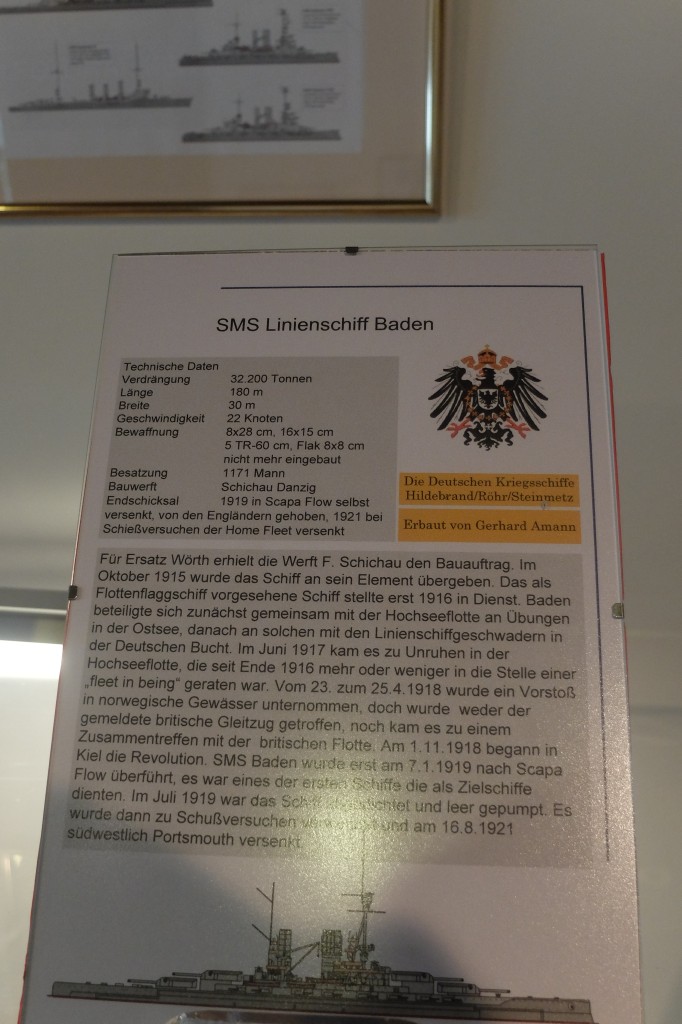 SMS Linienschiff Baden
Technische Daten
Verdrängung 32.200 Tonnen
Länge 180 m
Breite 30 m
Geschwindigkeit 22 Knoten
Bewaffnung 8x28 cm, 16x15 cm
5 TR-60 cm, Flak 8x8 cm
nicht mehr eingebaut
Besatzung 1171 Mann
Bauwerft Schichau Danzig
Endschicksal 1919 in Scapa Flow selbst
versenkt, von den Engländern gehoben, 1921 bei
Schießversuchen der Home Fleet versenkt
Die Deutschen Kriegsschiffe
Hildebrand/Röhr/Steinmetz
Erbaut von Gerhard Amann
Für Ersatz Wörth erhielt die Werft F. Schichau den Bauauftrag. Im
Oktober 1915 wurde das Schiff an sein Element übergeben. Das als
Flottenflaggschiff vorgesehene Schiff stellte erst 1916 in Dienst. Baden
beteiligte sich zunächst gemeinsam mit der Hochseeflotte an Übungen
in der Ostsee, danach an solchen mit den Linienschiffgeschwadern in
der Deutschen Bucht. Im Juni 1917 kam es zu Unruhen in der
Hochseeflotte, die seit Ende 1916 mehr oder weniger in die Stelle einer
„fleet in being“ geraten war. Vom 23. zum 25.4.1918 wurde ein Vorstoß
in norwegische Gewässer unternommen, doch wurde weder der
gemeldete britische Gleitzug getroffen, noch kam es zu einem
Zusammentreffen mit der britischen Flotte. Am 1.11.1918 begann in
Kiel die Revolution. SMS Baden wurde erst am 7.1.1919 nach Scapa
Flow überführt, es war eines der ersten Schiffe die als Zielschiffe
dienten. Im Juli 1919 war das Schiff und leer gepumpt. Es
wurde dann zu Schußversuchen und am 16.8.1921
südwestlich Portsmouth versenkt.